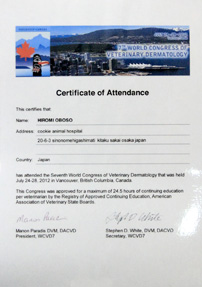 7th WORLD CONGRESS OF
VETERINARY DERMATOLOGY
Certificate of Attendance
This certifies that
Name: HIROMI OBOSO
Address: cookie animal hospital
20-6-3 sinonomehigashimati kitaku sakai osaka japan
Country: Japan
has attended the Seventh World Congress of Veterinary Dermatology that was held
July 24-28, 2012 in Vancouver, British Columbia, Canada.
This Congress was approved for a maximum of 24.5 hours of continuing education
per veterinarian by the Registry of Approved Continuing Education, American
Association of Veterinary State Boards.
Manon Paradis DVM, DACVD
President, WCVD7
Stephen D. White, DVM, DACVD
Secretary, WCVD7